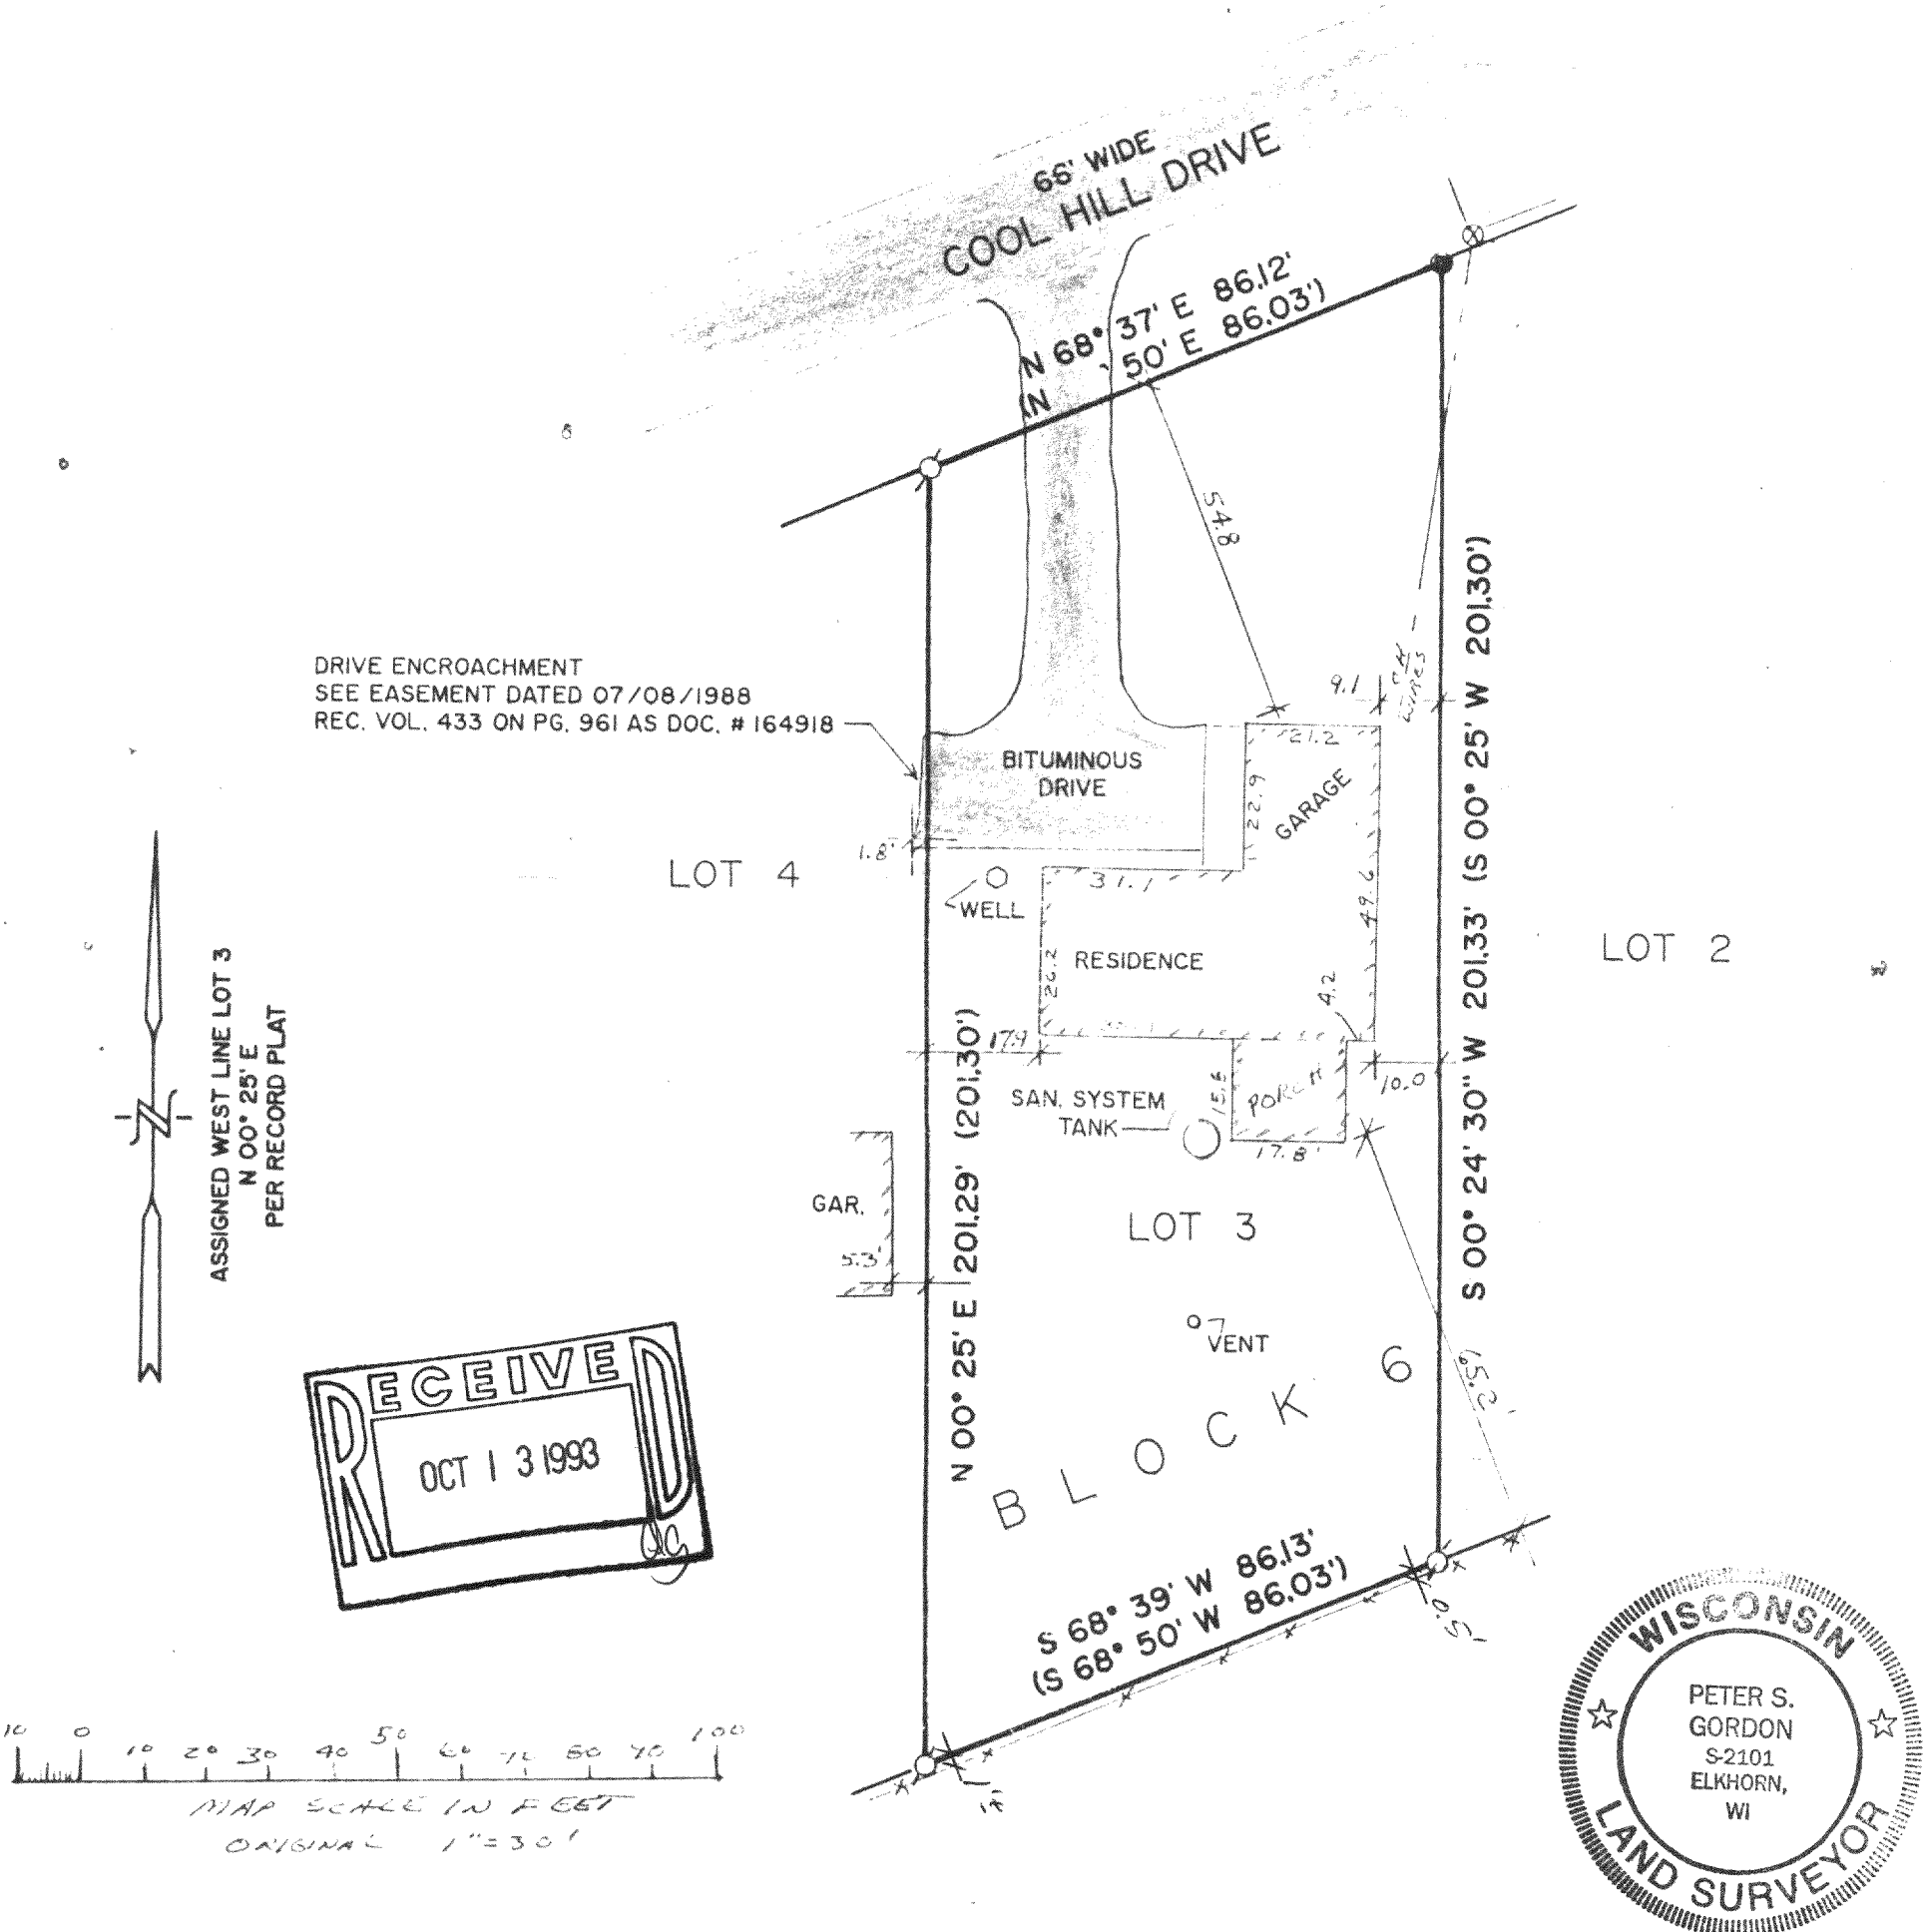 66' WIDE
COOL HILL DRIVE
N 68° 37' E 86.12'
(N 50' E 86.03')
54.8
DRIVE ENCROACHMENT
SEE EASEMENT DATED 07/08/1988
REC. VOL. 433 ON PG. 961 AS DOC. # 164918
9.1
OH
WIRES
S 00° 24' 30" W 201.33' (S 00° 25' W 201.30')
BITUMINOUS
DRIVE
21.2
22.9
GARAGE
1.8'
LOT 4
31.1
WELL
49.6
LOT 2
RESIDENCE
26.2
4.2
17.9
10.0
SAN. SYSTEM
TANK
15.6
PORCH
17.8'
ASSIGNED WEST LINE LOT 3
N 00° 25' E
PER RECORD PLAT
N 00° 25' E 201.29' (201.30')
GAR.
5.3'
LOT 3
VENT
65.2'
BLOCK 6
RECEIVED
OCT 13 1993
S 68° 39' W 86.13'
(S 68° 50' W 86.03')
0.5'
10 0 10 20 30 40 50 60 70 80 90 100
MAP SCALE IN FEET
ORIGINAL 1"=30'
WISCONSIN
PETER S.
GORDON
S-2101
ELKHORN,
WI
LAND SURVEYOR